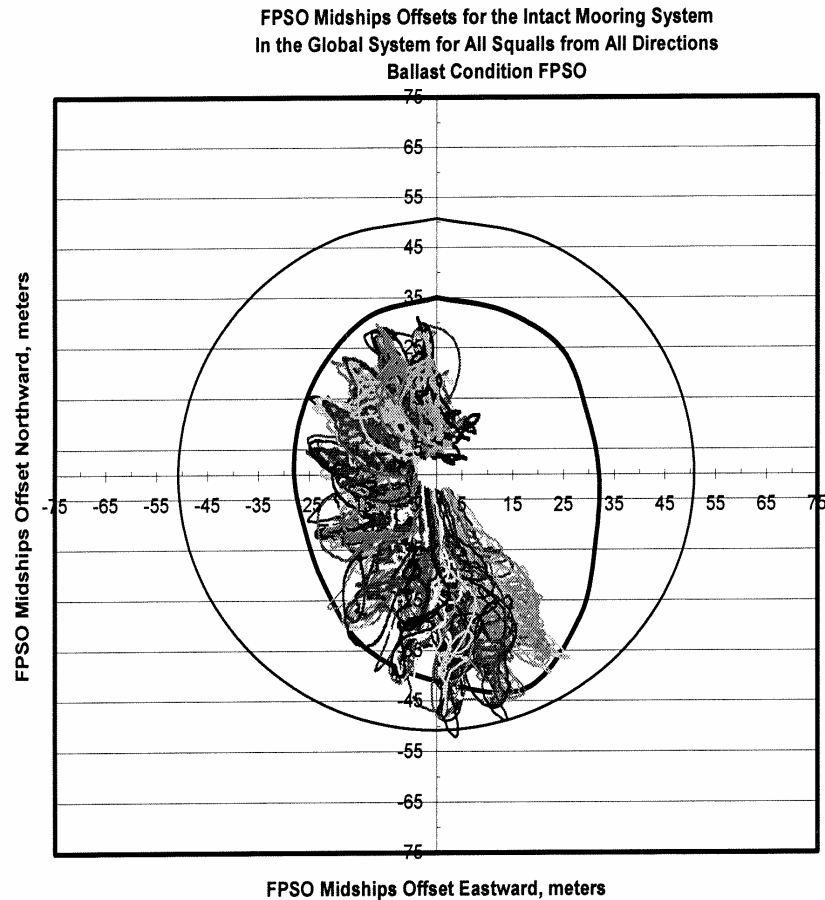 FPSO Midships Offsets for the Intact Mooring System
In the Global System for All Squalls from All Directions
Ballast Condition FPSO
75
65
55
45
35
25
-75 -65 -55 -45 -35 -25 15 25 35 45 55 65 75
-45
-55
-65
75
FPSO Midships Offset Northward, meters
FPSO Midships Offset Eastward, meters